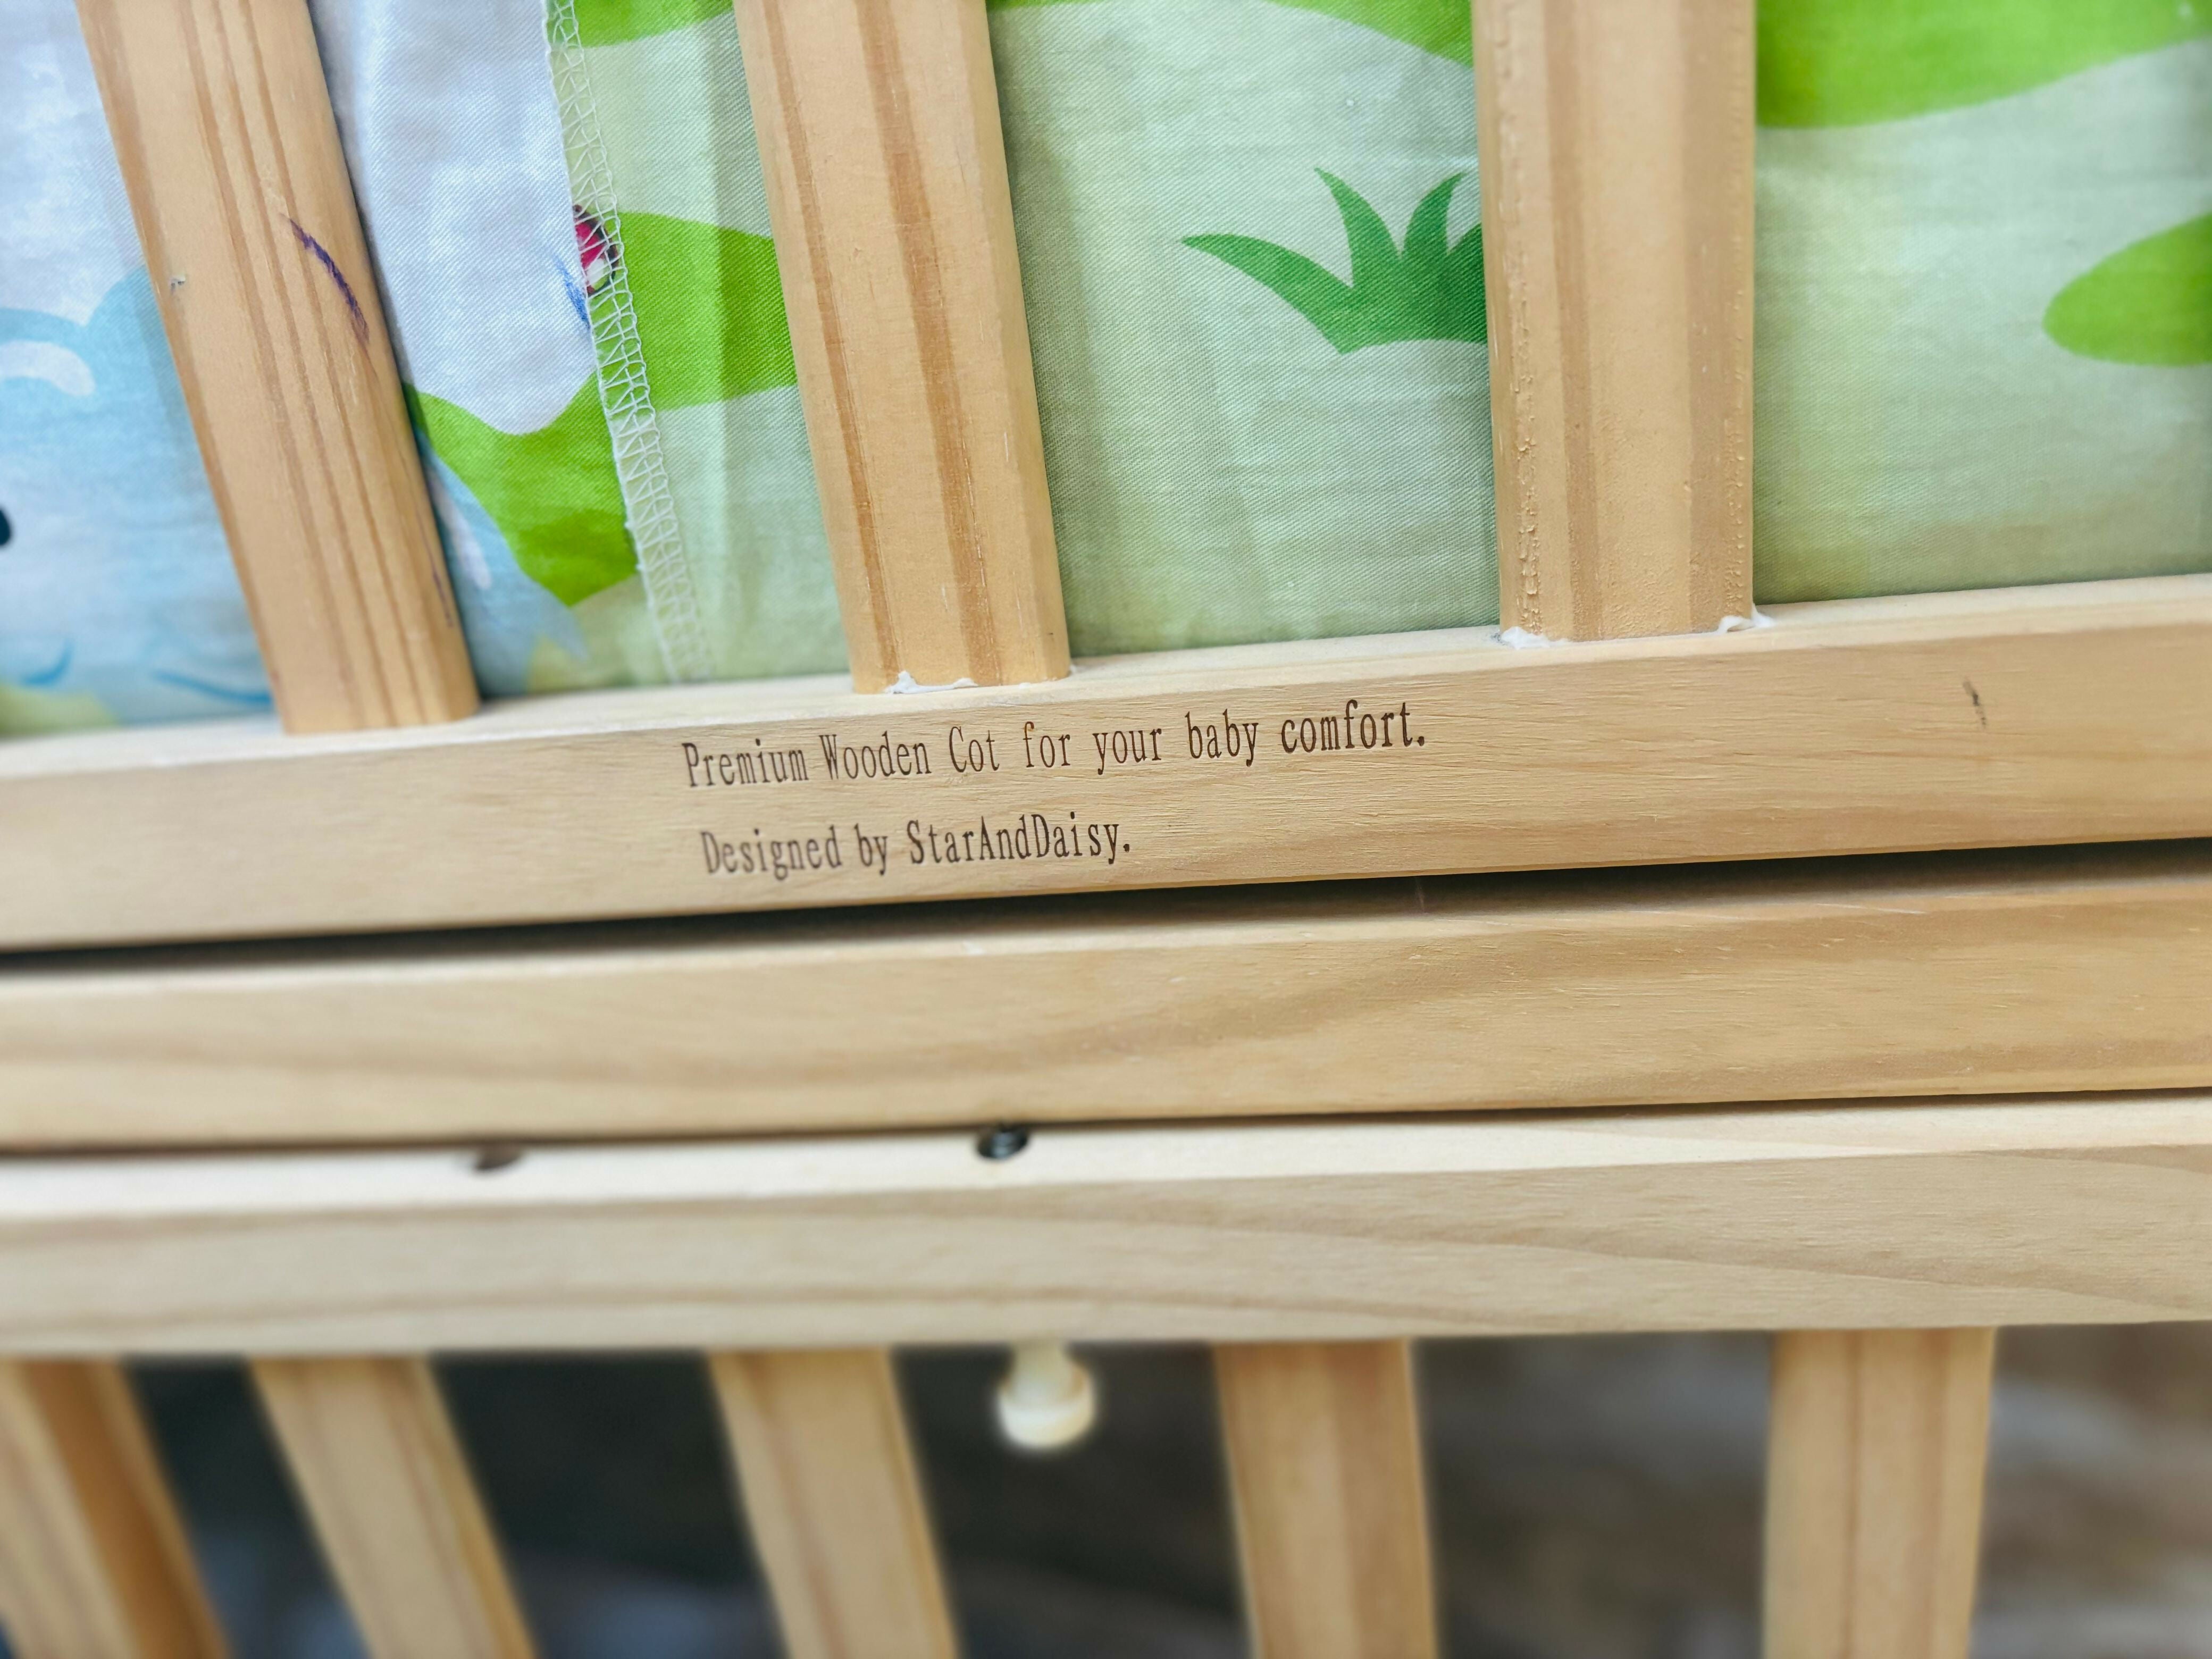 Premium Wooden Cot for your baby comfort.
Designed by StarAndDaisy.